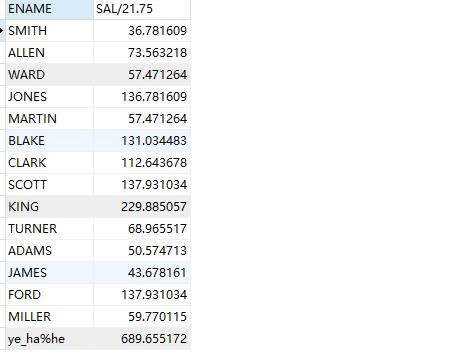 ENAME SAL/21.75
SMITH 36.781609
ALLEN 73.563218
WARD 57.471264
JONES 136.781609
MARTIN 57.471264
BLAKE 131.034483
CLARK 112.643678
SCOTT 137.931034
KING 229.885057
TURNER 68.965517
ADAMS 50.574713
JAMES 43.678161
FORD 137.931034
MILLER 59.770115
ye_ha%he 689.655172